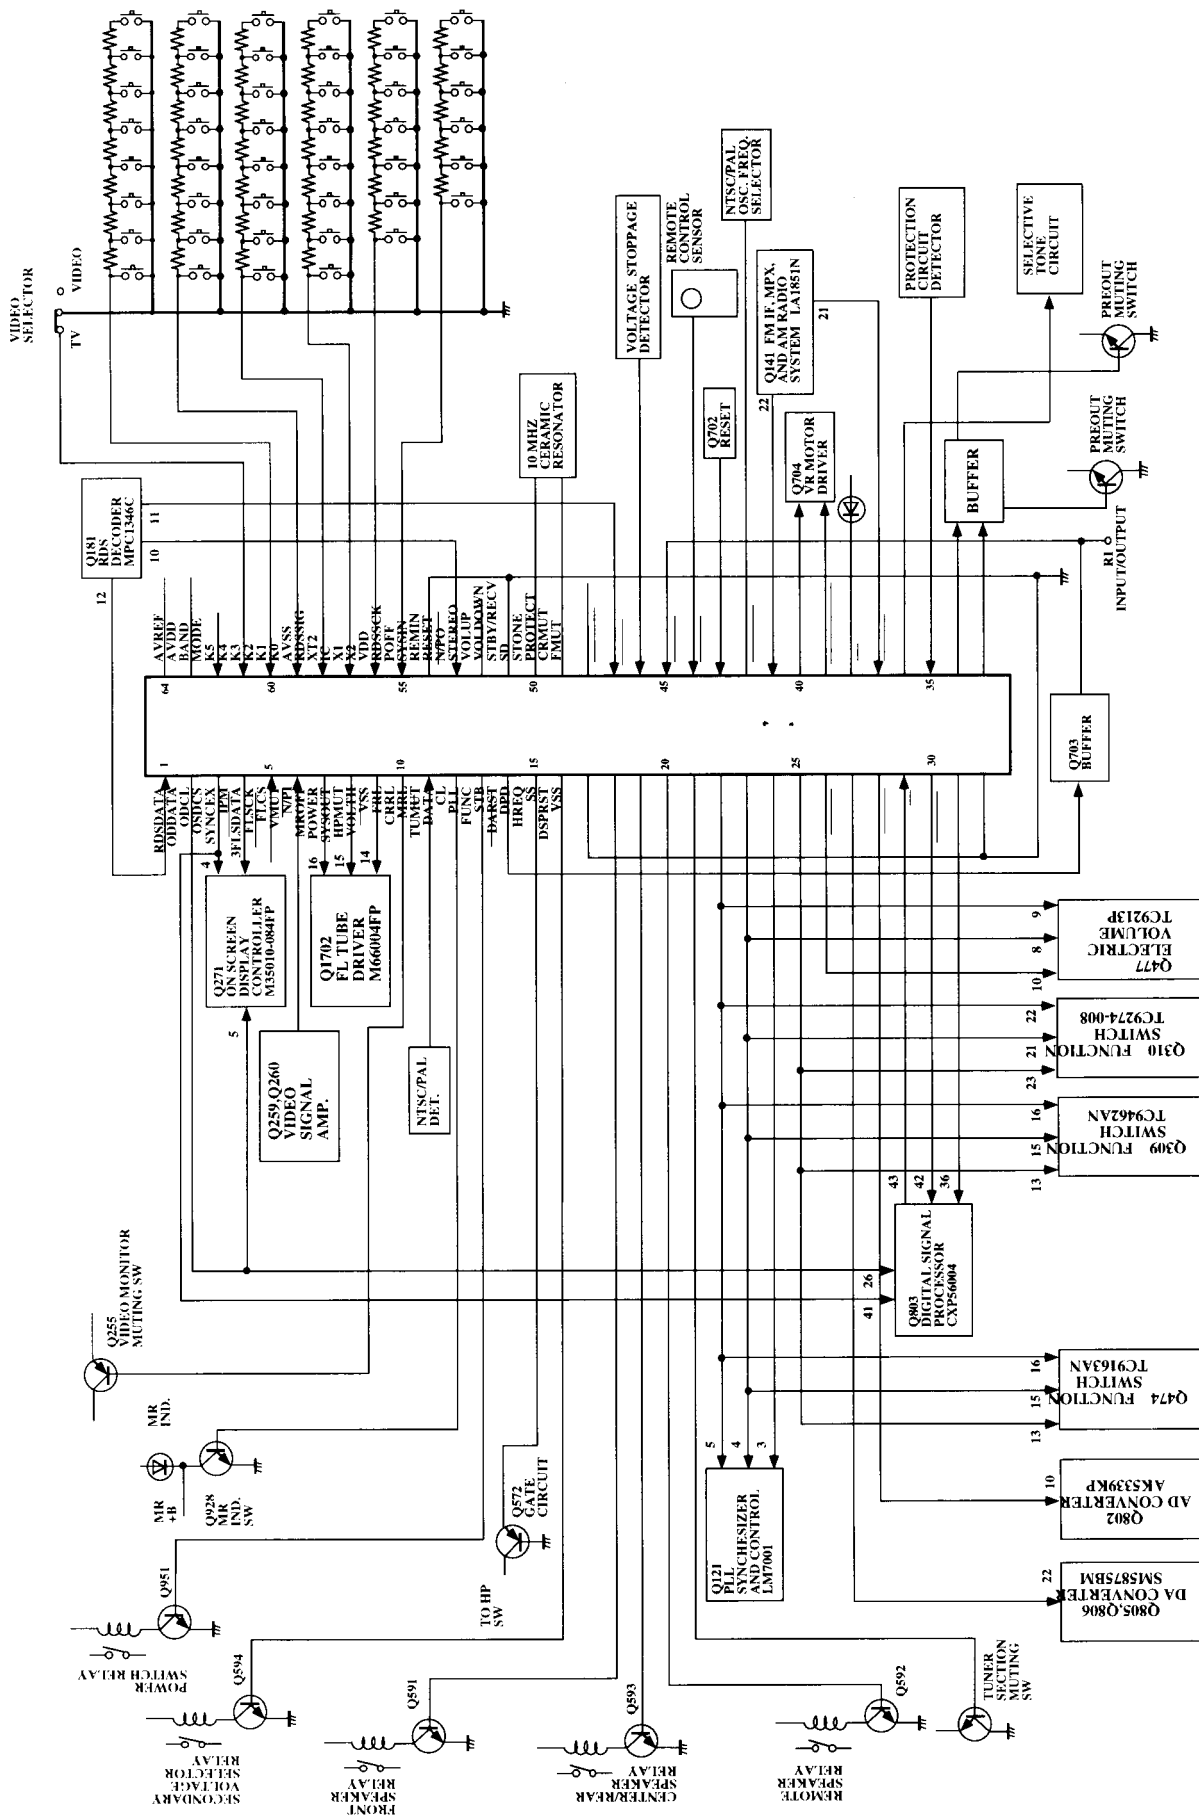 VIDEO
SELECTOR
TV
VIDEO
Q181
RDS
DECODER
MPC1346C
12
10
11
AVREF
AVDD
BAND
MODE
K5
K4
K3
K2
K1
K0
AVSS
RDSSIG
XT2
IC
X1
X2
VDD
RDSSCK
POFF
SYSIN
REMIN
RESET
N/PO
STEREO
VOLUP
VOLDOWN
STBY/RECV
SD
STONE
PROTECT
CRMUT
FMUT
64
60
55
50
45
40
35
1
5
10
15
20
25
30
RDSDATA
ODDATA
ODCL
OSDCS
SYNCEX
IPM
FLSDATA
FLSCK
FLCS
VMUT
N/PI
MROFF
POWER
SYSOUT
HPMUT
VOLTH
VSS
FRL
CRRL
MRL
TUMUT
DATA
CL
PLL
FUNC
STB
DARST
DPD
HREQ
SS
DSPRST
VSS
10 MHZ
CERAMIC
RESONATOR
VOLTAGE STOPPAGE
DETECTOR
REMOTE
CONTROL
SENSOR
Q702
RESET
NTSC/PAL
OSC. FREQ.
SELECTOR
Q141 FM IF, MPX,
AND AM RADIO
SYSTEM LA1851N
22
21
Q704
VR MOTOR
DRIVER
PROTECTION
CIRCUIT
DETECTOR
SELECTIVE
TONE
CIRCUIT
BUFFER
PREOUT
MUTING
SWITCH
PREOUT
MUTING
SWITCH
RI
INPUT/OUTPUT
Q703
BUFFER
4
3
5
Q271
ON SCREEN
DISPLAY
CONTROLLER
M35010-084FP
16
15
14
Q1702
FL TUBE
DRIVER
M66004FP
Q259,Q260
VIDEO
SIGNAL
AMP.
NTSC/PAL
DET.
Q255
VIDEO MONITOR
MUTING SW
MR
IND.
MR
+B
Q928
MR
IND.
SW
Q951
POWER
SWITCH RELAY
Q594
SECONDARY
VOLTAGE
SELECTOR
RELAY
Q572
GATE
CIRCUIT
TO HP
SW
Q591
FRONT
SPEAKER
RELAY
Q593
CENTER/REAR
SPEAKER
RELAY
Q592
REMOTE
SPEAKER
RELAY
TUNER
SECTION
MUTING
SW
5
4
3
Q121
PLL
SYNCHESIZER
AND CONTROL
LM7001
41
26
43
42
36
Q803
DIGITAL SIGNAL
PROCESSOR
CXP56004
9
8
10
Q477
ELECTRIC
VOLUME
TC9213P
22
21
23
Q310 FUNCTION
SWITCH
TC9274-008
16
15
13
Q309 FUNCTION
SWITCH
TC9462AN
16
15
13
Q474 FUNCTION
SWITCH
TC9163AN
10
Q802
AD CONVERTER
AK5339KP
22
Q805,Q806
DA CONVERTER
SM5875BM